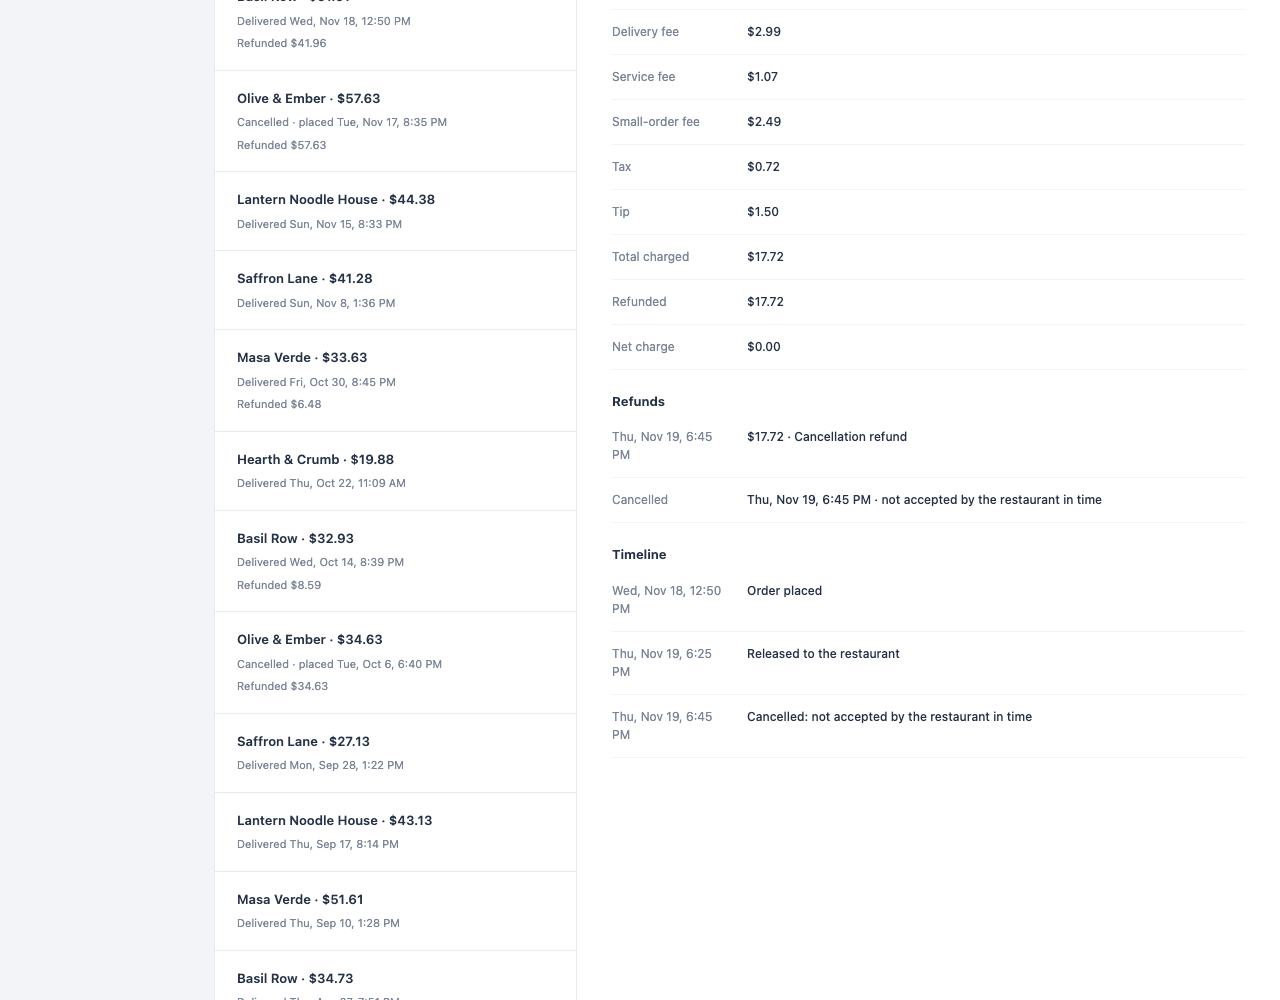 Delivered Wed, Nov 18, 12:50 PM
Refunded $41.96
Olive & Ember · $57.63
Cancelled · placed Tue, Nov 17, 8:35 PM
Refunded $57.63
Lantern Noodle House · $44.38
Delivered Sun, Nov 15, 8:33 PM
Saffron Lane · $41.28
Delivered Sun, Nov 8, 1:36 PM
Masa Verde · $33.63
Delivered Fri, Oct 30, 8:45 PM
Refunded $6.48
Hearth & Crumb · $19.88
Delivered Thu, Oct 22, 11:09 AM
Basil Row · $32.93
Delivered Wed, Oct 14, 8:39 PM
Refunded $8.59
Olive & Ember · $34.63
Cancelled · placed Tue, Oct 6, 6:40 PM
Refunded $34.63
Saffron Lane · $27.13
Delivered Mon, Sep 28, 1:22 PM
Lantern Noodle House · $43.13
Delivered Thu, Sep 17, 8:14 PM
Masa Verde · $51.61
Delivered Thu, Sep 10, 1:28 PM
Basil Row · $34.73
Delivery fee $2.99
Service fee $1.07
Small-order fee $2.49
Tax $0.72
Tip $1.50
Total charged $17.72
Refunded $17.72
Net charge $0.00
Refunds
Thu, Nov 19, 6:45 PM $17.72 · Cancellation refund
Cancelled Thu, Nov 19, 6:45 PM · not accepted by the restaurant in time
Timeline
Wed, Nov 18, 12:50 PM Order placed
Thu, Nov 19, 6:25 PM Released to the restaurant
Thu, Nov 19, 6:45 PM Cancelled: not accepted by the restaurant in time